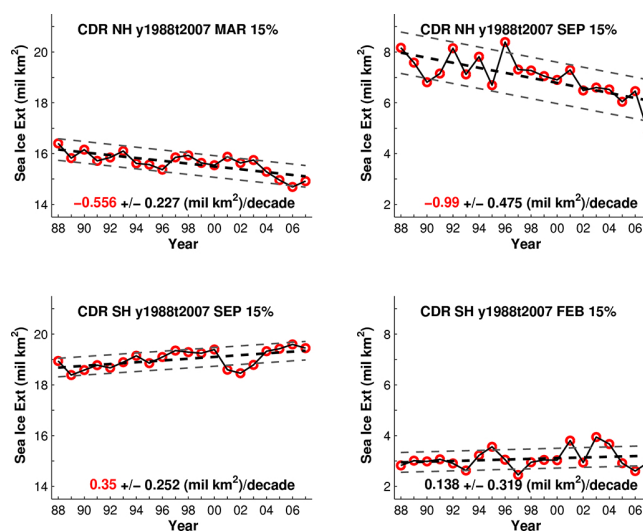 CDR NH y1988t2007 MAR 15%
Sea Ice Ext (mil km²)
20
18
16
14
−0.556 +/− 0.227 (mil km²)/decade
88 90 92 94 96 98 00 02 04 06
Year
CDR NH y1988t2007 SEP 15%
Sea Ice Ext (mil km²)
8
6
4
−0.99 +/− 0.475 (mil km²)/decade
88 90 92 94 96 98 00 02 04 06
Year
CDR SH y1988t2007 SEP 15%
Sea Ice Ext (mil km²)
20
18
16
14
0.35 +/− 0.252 (mil km²)/decade
88 90 92 94 96 98 00 02 04 06
Year
CDR SH y1988t2007 FEB 15%
Sea Ice Ext (mil km²)
8
6
4
2
0.138 +/− 0.319 (mil km²)/decade
88 90 92 94 96 98 00 02 04 06
Year